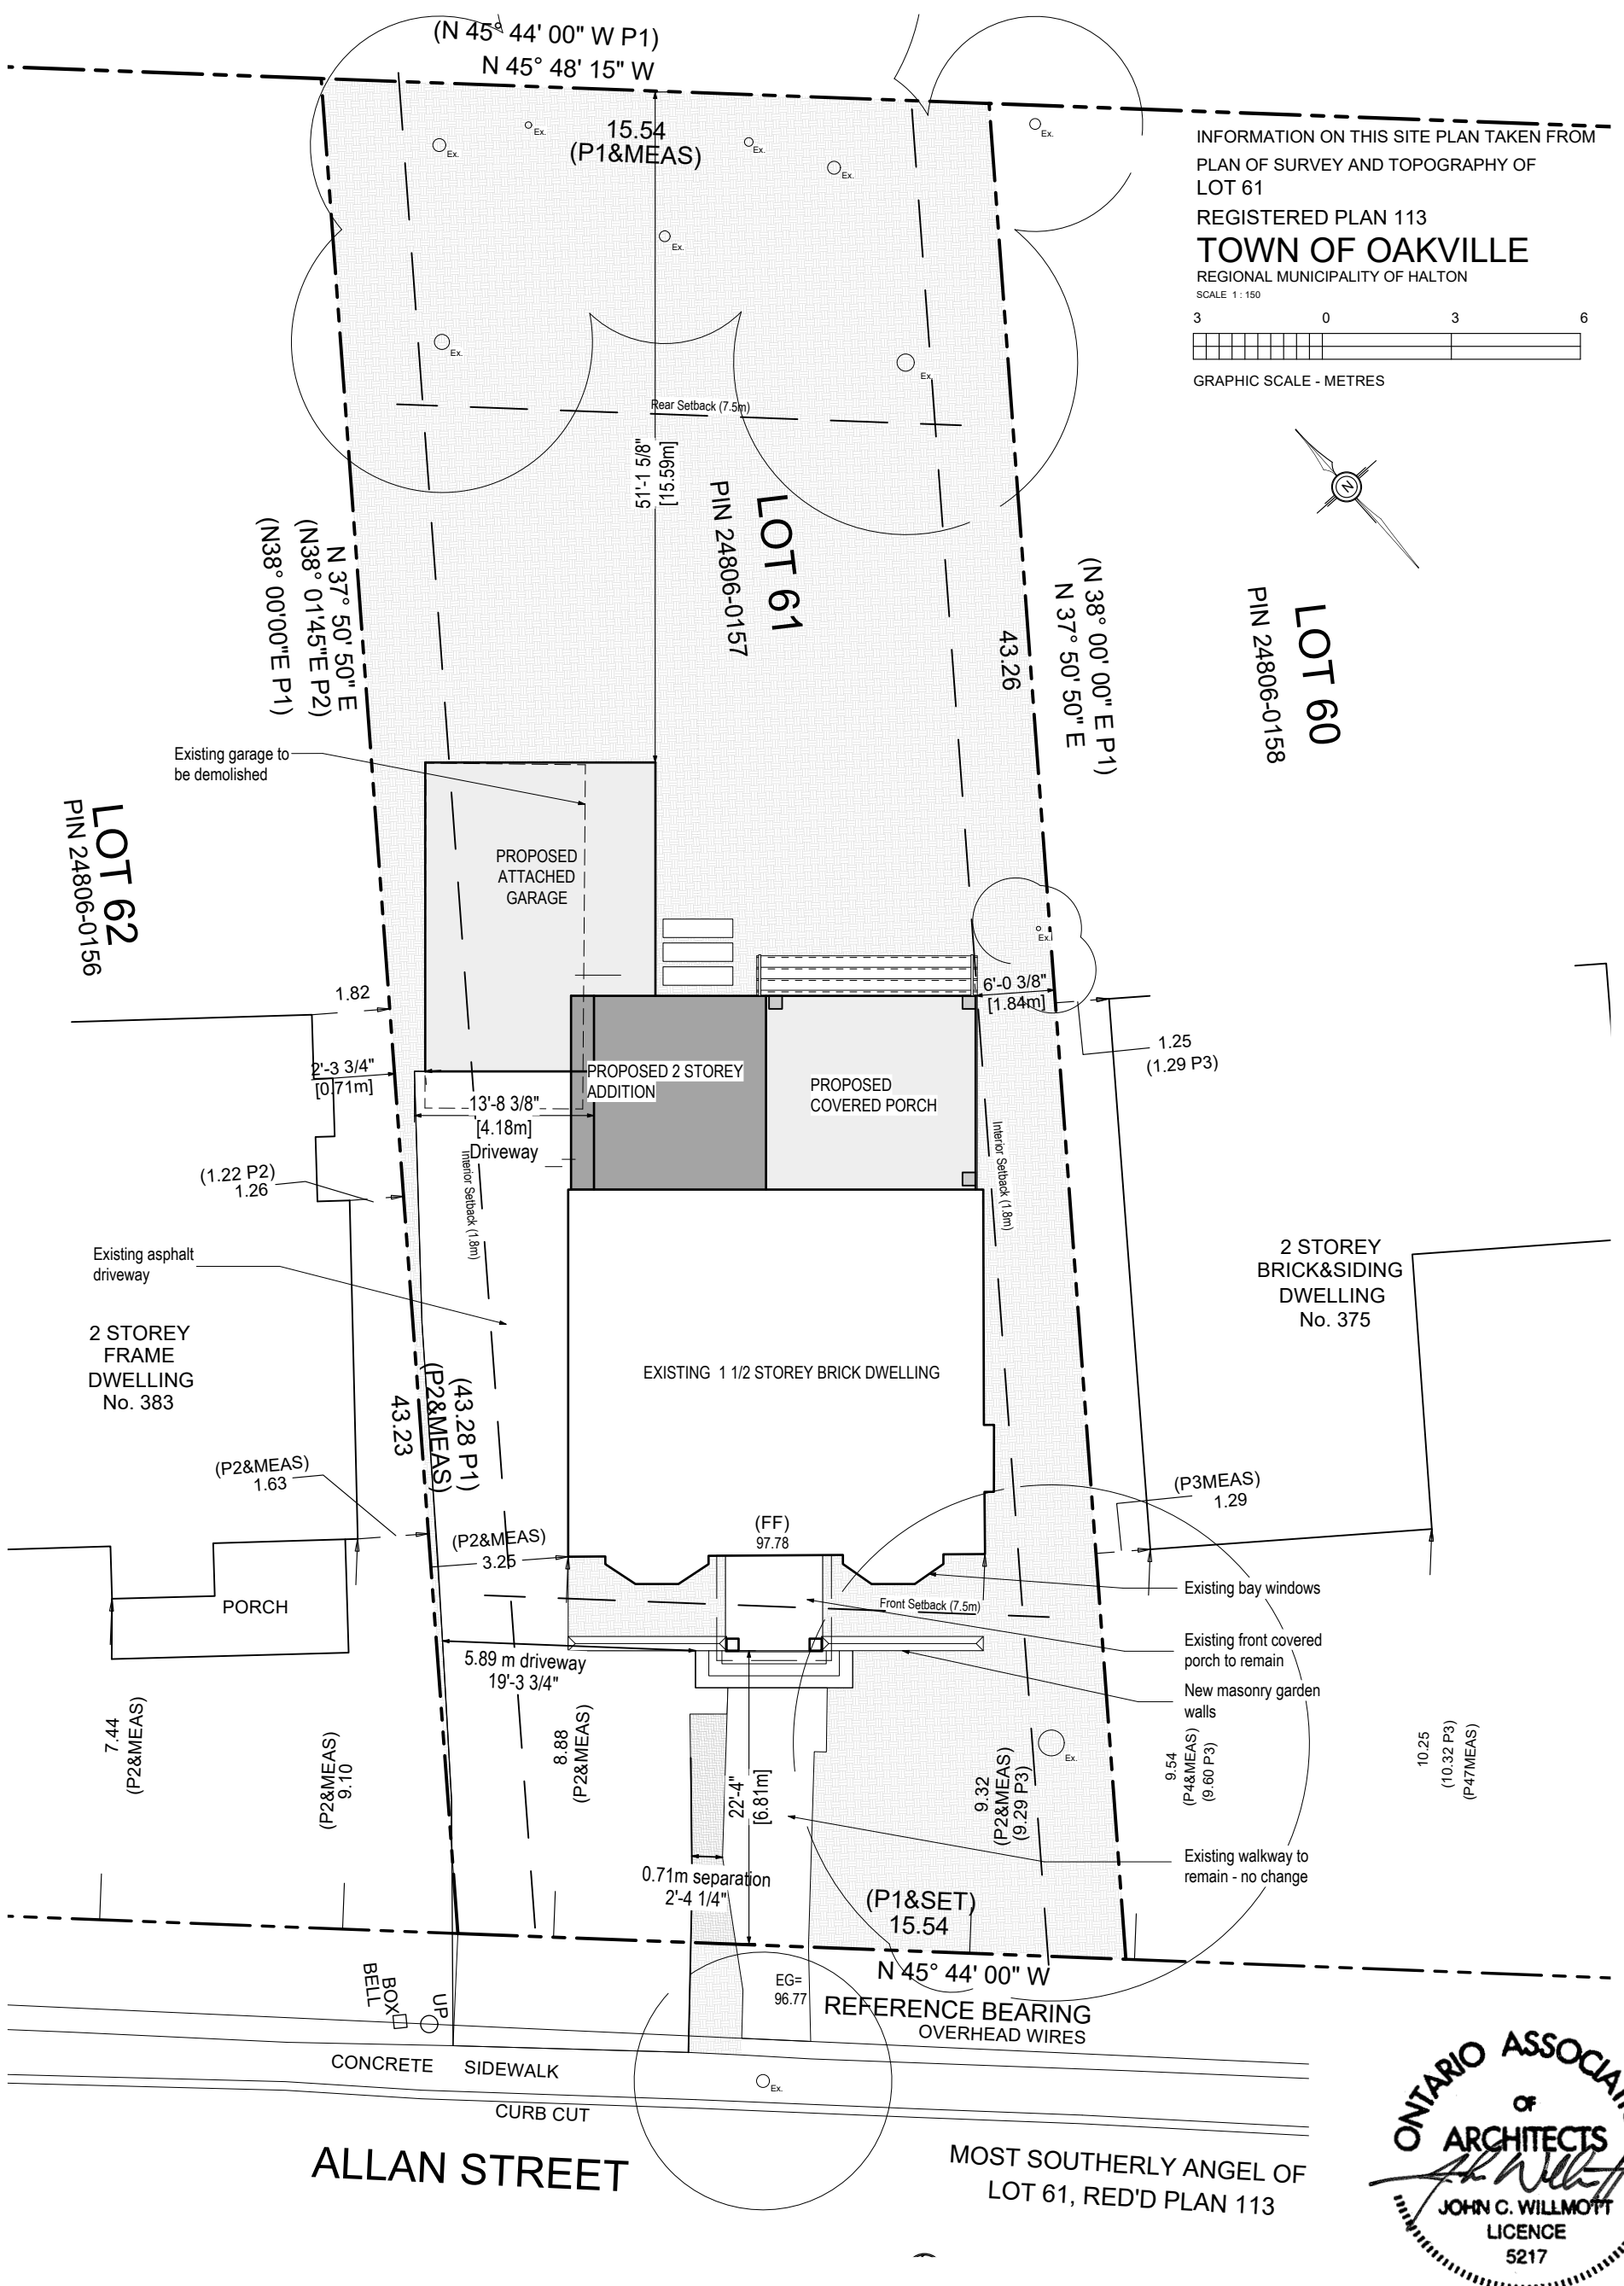 (N 45° 44' 00" W P1)
N 45° 48' 15" W
15.54
(P1&MEAS)
Ex.
Ex.
Ex.
Ex.
Ex.
Ex.
Ex.
Ex.
INFORMATION ON THIS SITE PLAN TAKEN FROM
PLAN OF SURVEY AND TOPOGRAPHY OF
LOT 61
REGISTERED PLAN 113
TOWN OF OAKVILLE
REGIONAL MUNICIPALITY OF HALTON
SCALE 1 : 150
3 0 3 6
GRAPHIC SCALE - METRES
N
Rear Setback (7.5m)
51'-1 5/8"
[15.59m]
LOT 61
PIN 24806-0157
N 37° 50' 50" E
(N38° 01'45"E P2)
(N38° 00'00"E P1)
43.26
(N 38° 00' 00" E P1)
N 37° 50' 50" E
LOT 60
PIN 24806-0158
Existing garage to
be demolished
LOT 62
PIN 24806-0156
PROPOSED
ATTACHED
GARAGE
Ex.
6'-0 3/8"
[1.84m]
1.82
1.25
(1.29 P3)
2'-3 3/4"
[0.71m]
PROPOSED 2 STOREY
ADDITION
PROPOSED
COVERED PORCH
13'-8 3/8"
[4.18m]
Driveway
Interior Setback (1.8m)
Interior Setback (1.8m)
(1.22 P2)
1.26
Existing asphalt
driveway
2 STOREY
FRAME
DWELLING
No. 383
2 STOREY
BRICK&SIDING
DWELLING
No. 375
EXISTING 1 1/2 STOREY BRICK DWELLING
(43.28 P1)
(P2&MEAS)
43.23
(P2&MEAS)
1.63
(P3MEAS)
1.29
(P2&MEAS)
3.25
(FF)
97.78
PORCH
Front Setback (7.5m)
Existing bay windows
Existing front covered
porch to remain
New masonry garden
walls
5.89 m driveway
19'-3 3/4"
7.44
(P2&MEAS)
(P2&MEAS)
9.10
8.88
(P2&MEAS)
22'-4"
[6.81m]
9.32
(P2&MEAS)
(9.29 P3)
Ex.
9.54
(P4&MEAS)
(9.60 P3)
10.25
(10.32 P3)
(P47MEAS)
Existing walkway to
remain - no change
0.71m separation
2'-4 1/4"
(P1&SET)
15.54
N 45° 44' 00" W
REFERENCE BEARING
OVERHEAD WIRES
EG=
96.77
BELL
BOX
UP
CONCRETE SIDEWALK
CURB CUT
Ex.
ALLAN STREET
MOST SOUTHERLY ANGEL OF
LOT 61, RED'D PLAN 113
ONTARIO ASSOCIA
OF
ARCHITECTS
JOHN C. WILLMOTT
LICENCE
5217